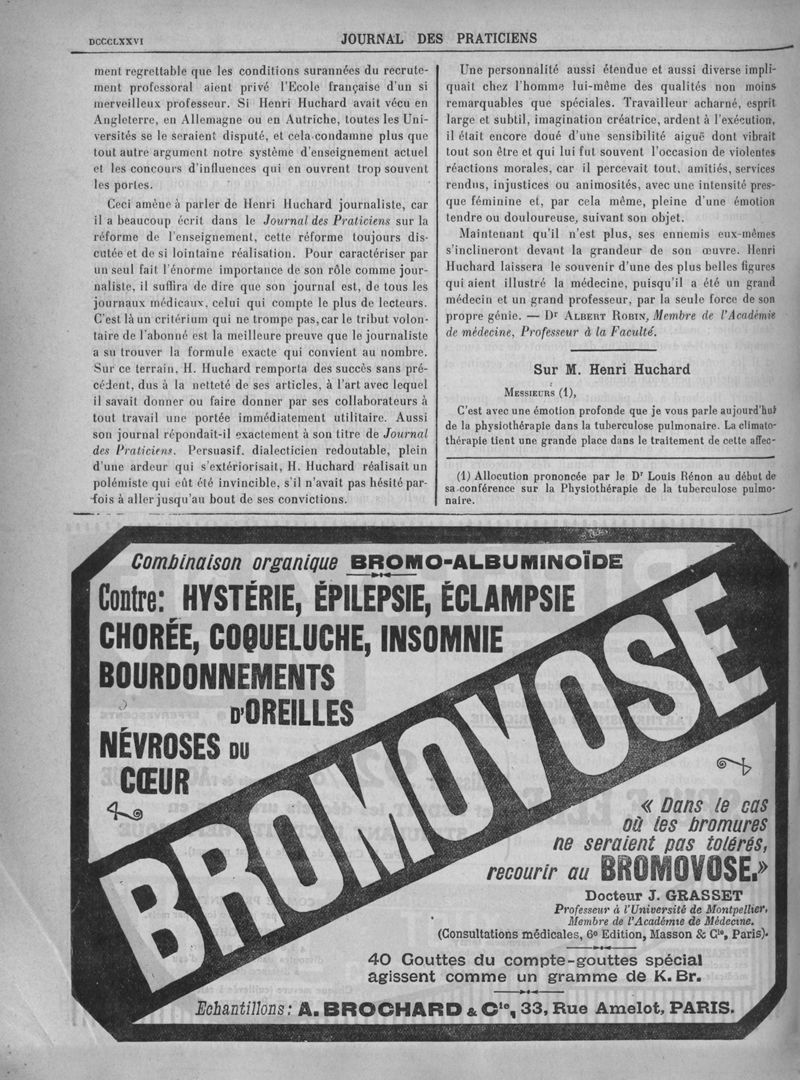 DCCCLXXVI
JOURNAL DES PRATICIENS
ment regrettable que les conditions surannées du recrute-
ment professoral aient privé l'Ecole française d'un si
merveilleux professeur. Si Henri Huchard avait vécu en
Angleterre, en Allemagne ou en Autriche, toutes les Uni-
versités se le seraient disputé, et cela condamne plus que
tout autre argument notre système d'enseignement actuel
et les concours d'influences qui en ouvrent trop souvent
les portes.
Ceci amène à parler de Henri Huchard journaliste, car
il a beaucoup écrit dans le Journal des Praticiens sur la
réforme de l'enseignement, cette réforme toujours dis-
cutée et de si lointaine réalisation. Pour caractériser par
un seul fait l'énorme importance de son rôle comme jour-
naliste, il suffira de dire que son journal est, de tous les
journaux médicaux, celui qui compte le plus de lecteurs.
C'est là un critérium qui ne trompe pas, car le tribut volon-
taire de l'abonné est la meilleure preuve que le journaliste
a su trouver la formule exacte qui convient au nombre.
Sur ce terrain, H. Huchard remporta des succès sans pré-
cédent, dus à la netteté de ses articles, à l'art avec lequel
il savait donner ou faire donner par ses collaborateurs à
tout travail une portée immédiatement utilitaire. Aussi
son journal répondait-il exactement à son titre de Journal
des Praticiens. Persuasif, dialecticien redoutable, plein
d'une ardeur qui s'extériorisait, H. Huchard réalisait un
polémiste qui eût été invincible, s'il n'avait pas hésité par-
fois à aller jusqu'au bout de ses convictions.
Une personnalité aussi étendue et aussi diverse impli-
quait chez l'homme lui-même des qualités non moins
remarquables que spéciales. Travailleur acharné, esprit
large et subtil, imagination créatrice, ardent à l'exécution,
il était encore doué d'une sensibilité aiguë dont vibrait
tout son être et qui lui fut souvent l'occasion de violentes
réactions morales, car il percevait tout, amitiés, services
rendus, injustices ou animosités, avec une intensité pres-
que féminine et, par cela même, pleine d'une émotion
tendre ou douloureuse, suivant son objet.
Maintenant qu'il n'est plus, ses ennemis eux-mêmes
s'inclineront devant la grandeur de son œuvre. Henri
Huchard laissera le souvenir d'une des plus belles figures
qui aient illustré la médecine, puisqu'il a été un grand
médecin et un grand professeur, par la seule force de son
propre génie. — Dr ALBERT ROBIN, Membre de l'Académie
de médecine, Professeur à la Faculté.
Sur M. Henri Huchard
MESSIEURS (1),
C'est avec une émotion profonde que je vous parle aujourd'hui
de la physiothérapie dans la tuberculose pulmonaire. La climato-
thérapie tient une grande place dans le traitement de cette affec-
(1) Allocution prononcée par le Dr Louis Rénon au début de
sa conférence sur la Physiothérapie de la tuberculose pulmo-
naire.
Combinaison organique BROMO-ALBUMINOÏDE
Contre: HYSTÉRIE, ÉPILEPSIE, ÉCLAMPSIE
CHORÉE, COQUELUCHE, INSOMNIE
BOURDONNEMENTS
D'OREILLES
NÉVROSES DU
CŒUR
BROMOVOSE
« Dans le cas
où les bromures
ne seraient pas tolérés,
recourir au BROMOVOSE.»
Docteur J. GRASSET
Professeur à l'Université de Montpellier,
Membre de l'Académie de Médecine.
(Consultations médicales, 6e Edition, Masson & Cie, Paris).
40 Gouttes du compte-gouttes spécial
agissent comme un gramme de K. Br.
Echantillons: A. BROCHARD & Cie, 33, Rue Amelot, PARIS.